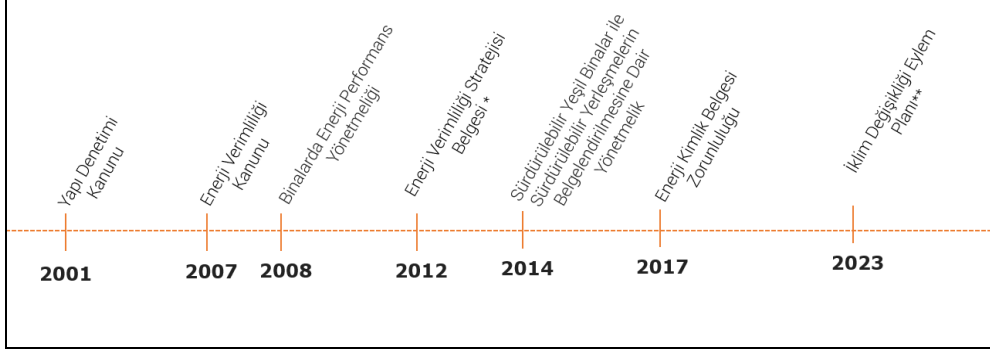 Yapı Denetimi
Kanunu
Enerji Verimliliği
Kanunu
Binalarda Enerji Performans
Yönetmeliği
Enerji Verimliliği Stratejisi
Belgesi *
Sürdürülebilir Yeşil Binalar ile
Sürdürülebilir Yerleşmelerin
Belgelendirilmesine Dair
Yönetmelik
Enerji Kimlik Belgesi
Zorunluluğu
İklim Değişikliği Eylem
Planı**
2001
2007
2008
2012
2014
2017
2023